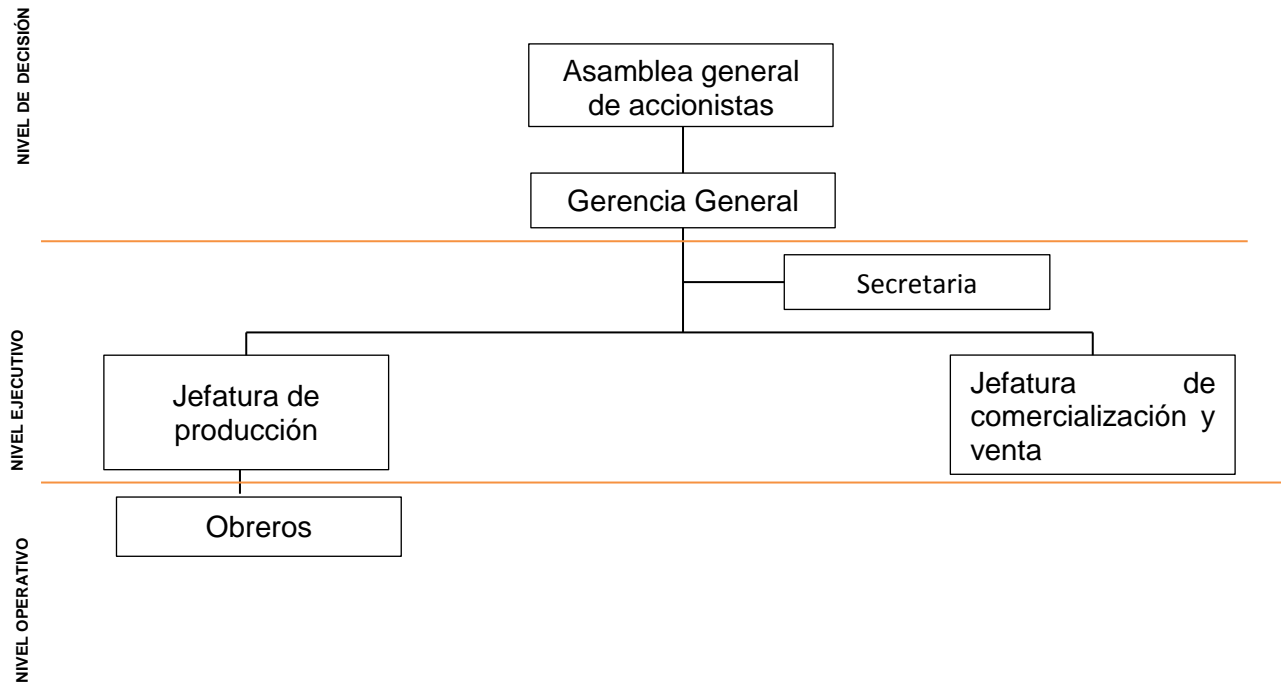 NIVEL DE DECISIÓN
Asamblea general
de accionistas
Gerencia General
NIVEL EJECUTIVO
Secretaria
Jefatura de
producción
Jefatura de
comercialización y
venta
NIVEL OPERATIVO
Obreros